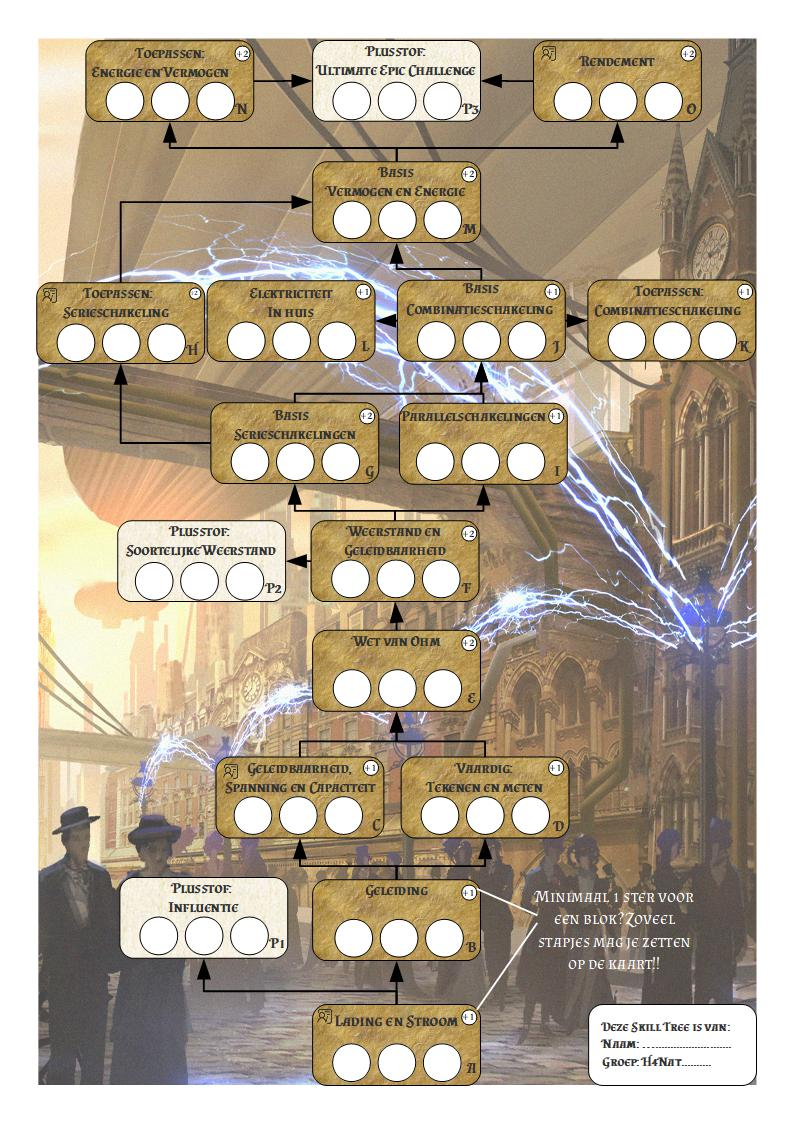 Toepassen:
Energie en Vermogen
+2
N
Plusstof:
Ultimate Epic Challenge
P3
Rendement
+2
O
Basis
Vermogen en Energie
+2
M
Toepassen:
Serieschakeling
+2
H
Elektriciteit
In huis
+1
L
Basis
Combinatieschakeling
+1
J
Toepassen:
Combinatieschakeling
+1
K
Basis
Serieschakelingen
+2
G
Parallelschakelingen
+1
I
Plusstof:
Soortelijke Weerstand
P2
Weerstand en
Geleidbaarheid
+2
F
Wet van Ohm
+2
E
Geleidbaarheid,
Spanning en Capaciteit
+1
C
Vaardig:
Tekenen en meten
+1
D
Plusstof:
Influentie
P1
Geleiding
+1
B
Minimaal 1 ster voor
een blok? Zoveel
stapjes mag je zetten
op de kaart!!
Lading en Stroom
+1
A
Deze Skill Tree is van:
Naam: ..............................
Groep: H4Nat..........